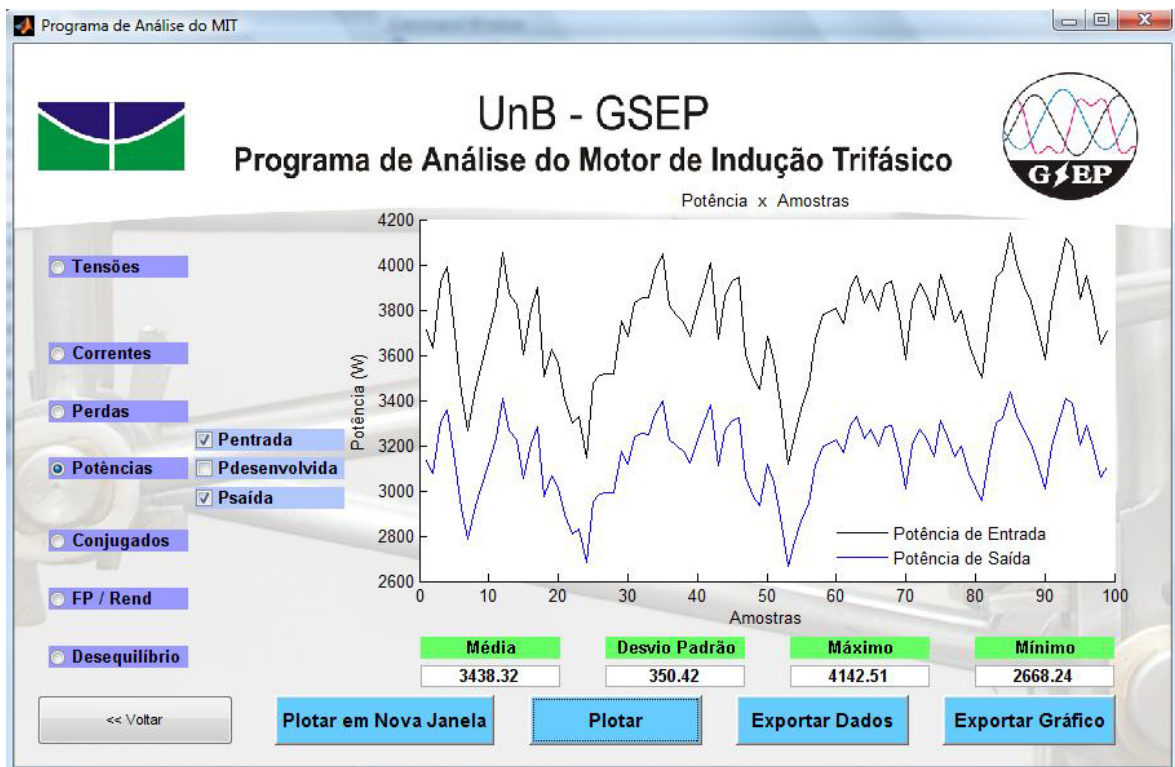 Programa de Análise do MIT
UnB - GSEP
Programa de Análise do Motor de Indução Trifásico
GSEP
Potência x Amostras
Tensões
Correntes
Perdas
Potências
Conjugados
FP / Rend
Desequilíbrio
Pentrada
Pdesenvolvida
Psaída
Potência (W)
4200
4000
3800
3600
3400
3200
3000
2800
2600
Potência de Entrada
Potência de Saída
0 10 20 30 40 50 60 70 80 90 100
Amostras
Média Desvio Padrão Máximo Mínimo
3438.32 350.42 4142.51 2668.24
<< Voltar Plotar em Nova Janela Plotar Exportar Dados Exportar Gráfico